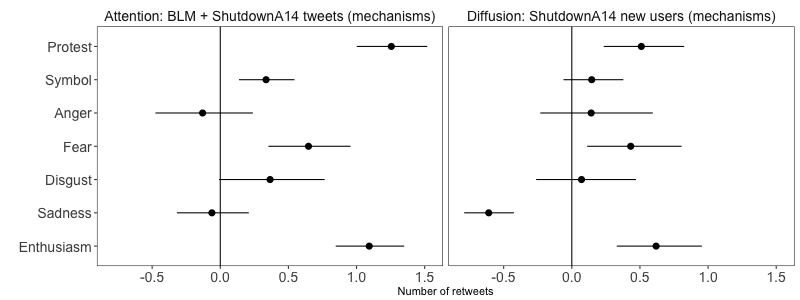 Attention: BLM + ShutdownA14 tweets (mechanisms)
Diffusion: ShutdownA14 new users (mechanisms)
Protest
Symbol
Anger
Fear
Disgust
Sadness
Enthusiasm
-0.5 0.0 0.5 1.0 1.5
-0.5 0.0 0.5 1.0 1.5
Number of retweets